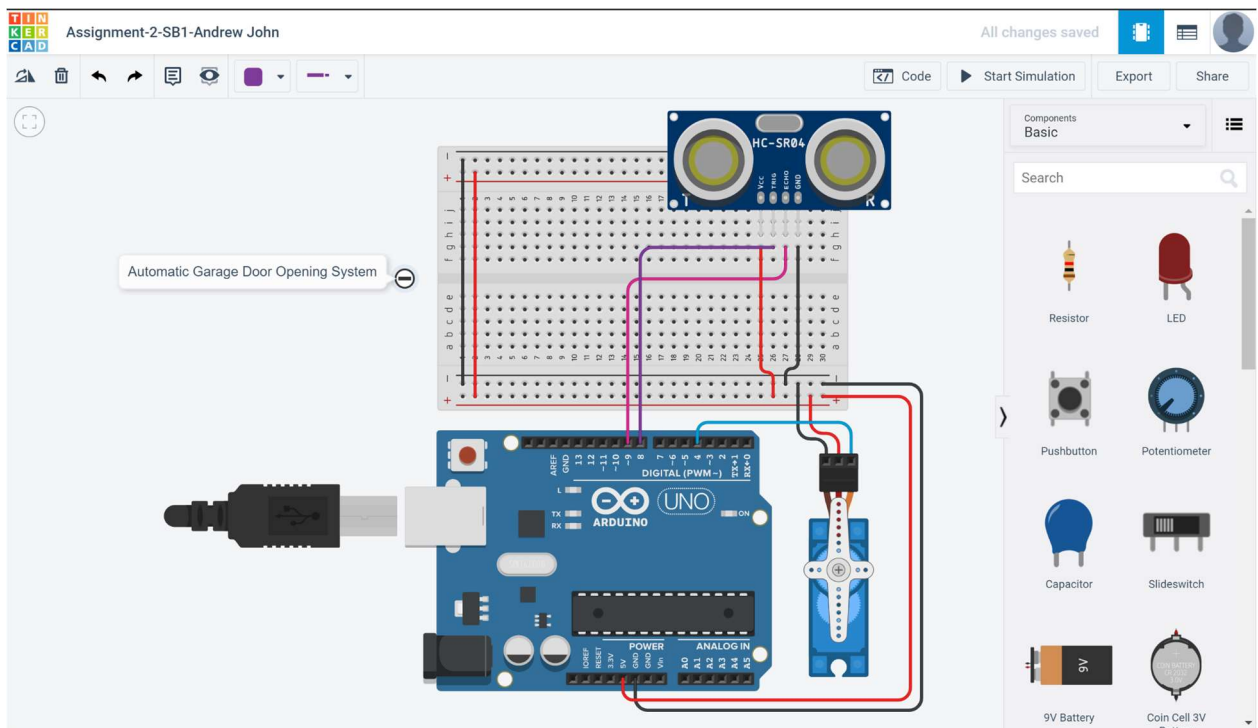 TIN
KER
CAD
Assignment-2-SB1-Andrew John
All changes saved
Code
Start Simulation
Export
Share
Components
Basic
Search
Resistor
LED
Pushbutton
Potentiometer
Capacitor
Slideswitch
9V
9V Battery
Coin Cell 3V
Automatic Garage Door Opening System
HC-SR04
Vcc
TRIG
ECHO
GND
T
R
- +
j i h g f
e d c b a
- +
AREF
GND
13
12
~11
~10
~9
8
7
~6
~5
4
~3
2
TX→1
RX←0
DIGITAL (PWM~)
L
TX
RX
ARDUINO
UNO
ON
POWER
ANALOG IN
IOREF
RESET
3.3V
5V
GND
GND
Vin
A0
A1
A2
A3
A4
A5